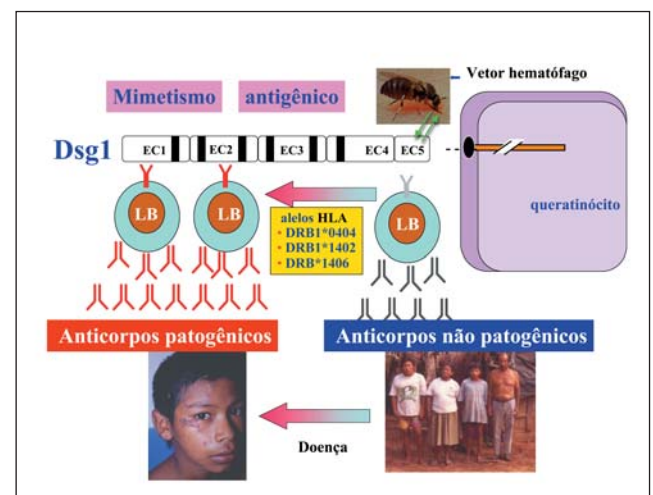 Vetor hematófago
Mimetismo antigênico
Dsg1 EC1 EC2 EC3 EC4 EC5
queratinócito
LB LB LB
alelos HLA
• DRB1*0404
• DRB1*1402
• DRB*1406
Anticorpos patogênicos
Anticorpos não patogênicos
Doença